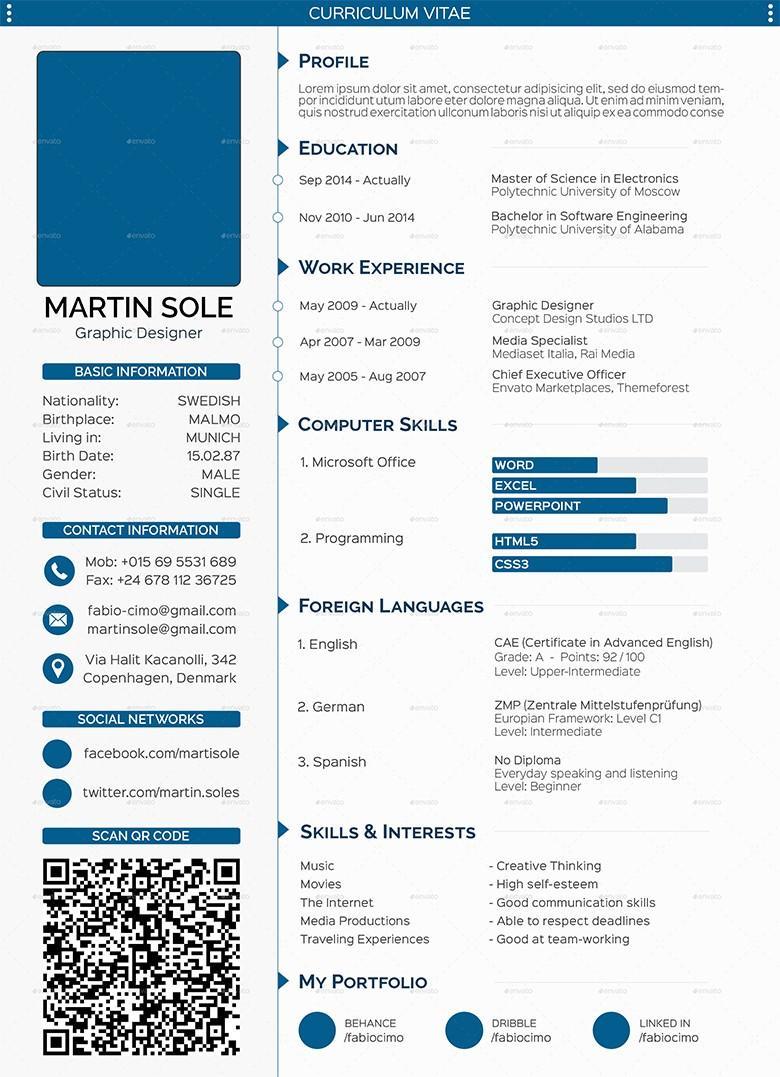 CURRICULUM VITAE
MARTIN SOLE
Graphic Designer
BASIC INFORMATION
Nationality: SWEDISH
Birthplace: MALMO
Living in: MUNICH
Birth Date: 15.02.87
Gender: MALE
Civil Status: SINGLE
CONTACT INFORMATION
Mob: +015 69 5531 689
Fax: +24 678 112 36725
fabio-cimo@gmail.com
martinsole@gmail.com
Via Halit Kacanolli, 342
Copenhagen, Denmark
SOCIAL NETWORKS
facebook.com/martisole
twitter.com/martin.soles
SCAN QR CODE
PROFILE
Lorem ipsum dolor sit amet, consectetur adipisicing elit, sed do eiusmod tem-
por incididunt utum labore eter dolore magna aliqua. Ut enim ad minim veniam,
quis nostrud exercitation ullconum laboris nisi ut aliquip ex ea commodo conse
EDUCATION
Sep 2014 - Actually
Master of Science in Electronics
Polytechnic University of Moscow
Nov 2010 - Jun 2014
Bachelor in Software Engineering
Polytechnic University of Alabama
WORK EXPERIENCE
May 2009 - Actually
Graphic Designer
Concept Design Studios LTD
Apr 2007 - Mar 2009
Media Specialist
Mediaset Italia, Rai Media
May 2005 - Aug 2007
Chief Executive Officer
Envato Marketplaces, Themeforest
COMPUTER SKILLS
1. Microsoft Office
WORD
EXCEL
POWERPOINT
2. Programming
HTML5
CSS3
FOREIGN LANGUAGES
1. English
CAE (Certificate in Advanced English)
Grade: A - Points: 92 / 100
Level: Upper-Intermediate
2. German
ZMP (Zentrale Mittelstufenprüfung)
Europian Framework: Level C1
Level: Intermediate
3. Spanish
No Diploma
Everyday speaking and listening
Level: Beginner
SKILLS & INTERESTS
Music - Creative Thinking
Movies - High self-esteem
The Internet - Good communication skills
Media Productions - Able to respect deadlines
Traveling Experiences - Good at team-working
MY PORTFOLIO
BEHANCE
/fabiocimo
DRIBBLE
/fabiocimo
LINKED IN
/fabiocimo